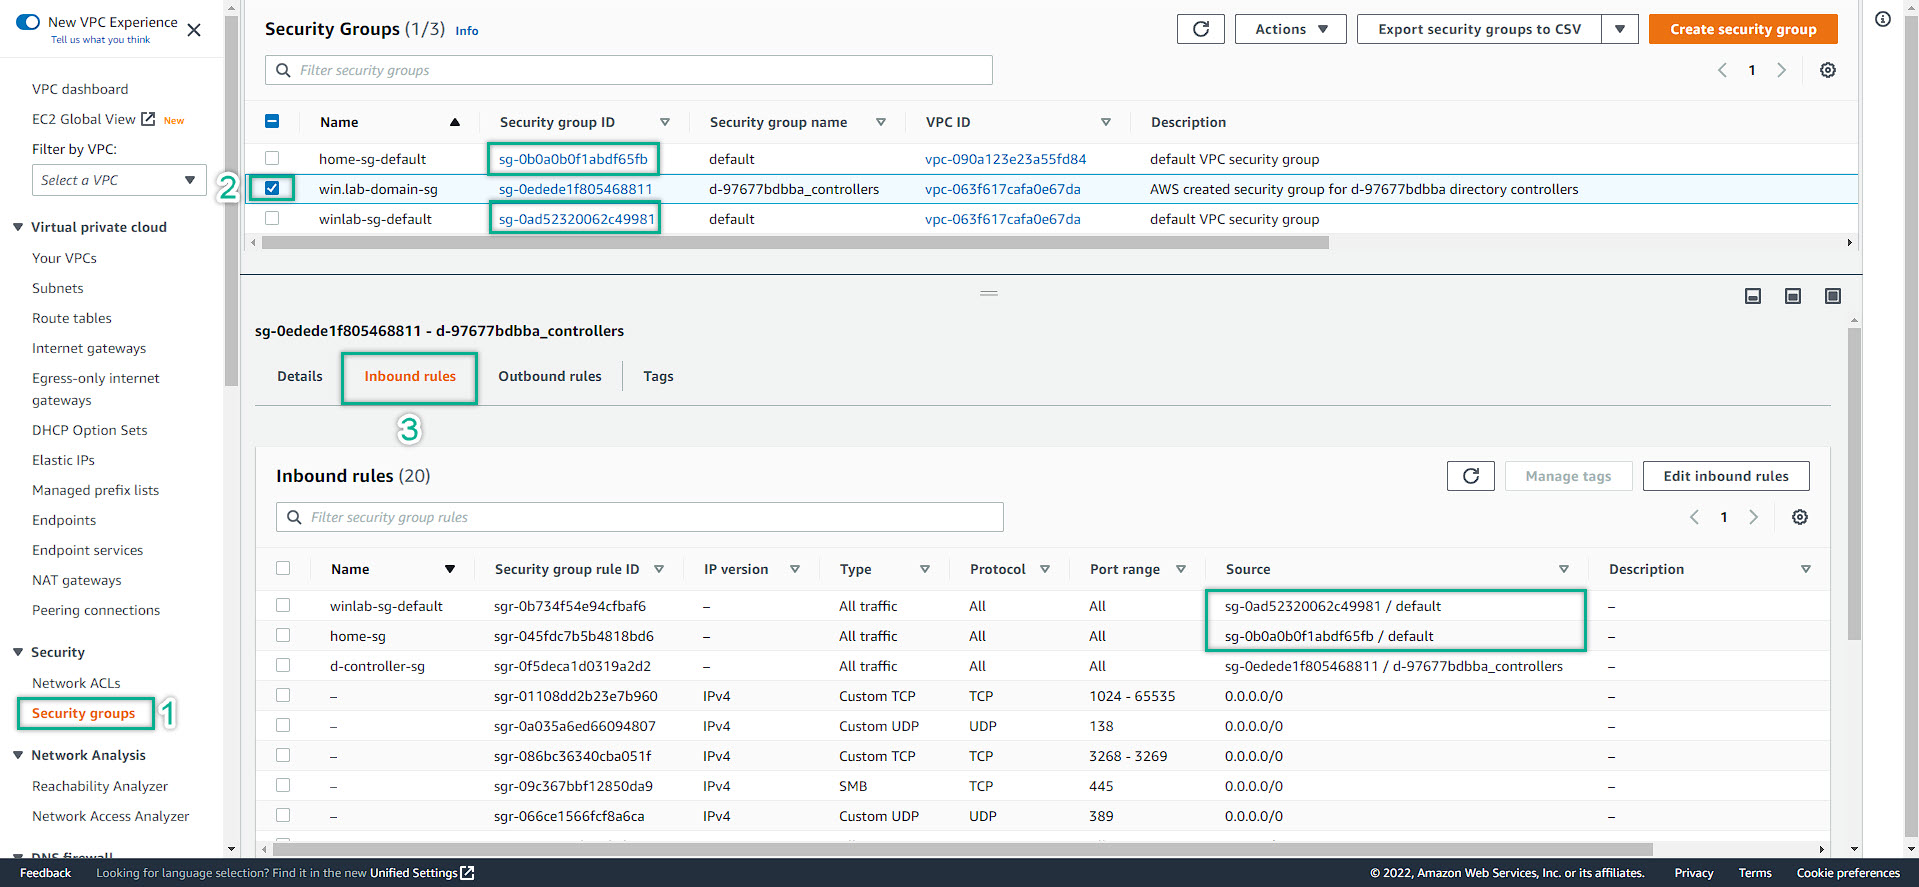 New VPC Experience
Tell us what you think
VPC dashboard
EC2 Global View New
Filter by VPC:
Select a VPC
2
Virtual private cloud
Your VPCs
Subnets
Route tables
Internet gateways
Egress-only internet
gateways
DHCP Option Sets
Elastic IPs
Managed prefix lists
Endpoints
Endpoint services
NAT gateways
Peering connections
Security
Network ACLs
Security groups 1
Network Analysis
Reachability Analyzer
Network Access Analyzer
DNS firewall
Security Groups (1/3) Info
Actions Export security groups to CSV Create security group
Filter security groups
1
Name Security group ID Security group name VPC ID Description
home-sg-default sg-0b0a0b0f1abdf65fb default vpc-090a123e23a55fd84 default VPC security group
win.lab-domain-sg sg-0edede1f805468811 d-97677bdbba_controllers vpc-063f617cafa0e67da AWS created security group for d-97677bdbba directory controllers
winlab-sg-default sg-0ad52320062c49981 default vpc-063f617cafa0e67da default VPC security group
sg-0edede1f805468811 - d-97677bdbba_controllers
Details Inbound rules Outbound rules Tags
3
Inbound rules (20)
Manage tags Edit inbound rules
Filter security group rules
1
Name Security group rule ID IP version Type Protocol Port range Source Description
winlab-sg-default sgr-0b734f54e94cfbaf6 – All traffic All All sg-0ad52320062c49981 / default –
home-sg sgr-045fdc7b5b4818bd6 – All traffic All All sg-0b0a0b0f1abdf65fb / default –
d-controller-sg sgr-0f5deca1d0319a2d2 – All traffic All All sg-0edede1f805468811 / d-97677bdbba_controllers –
– sgr-01108dd2b23e7b960 IPv4 Custom TCP TCP 1024 - 65535 0.0.0.0/0 –
– sgr-0a035a6ed66094807 IPv4 Custom UDP UDP 138 0.0.0.0/0 –
– sgr-086bc36340cba051f IPv4 Custom TCP TCP 3268 - 3269 0.0.0.0/0 –
– sgr-09c367bbf12850da9 IPv4 SMB TCP 445 0.0.0.0/0 –
– sgr-066ce1566fcf8a6ca IPv4 Custom UDP UDP 389 0.0.0.0/0 –
Feedback Looking for language selection? Find it in the new Unified Settings © 2022, Amazon Web Services, Inc. or its affiliates. Privacy Terms Cookie preferences